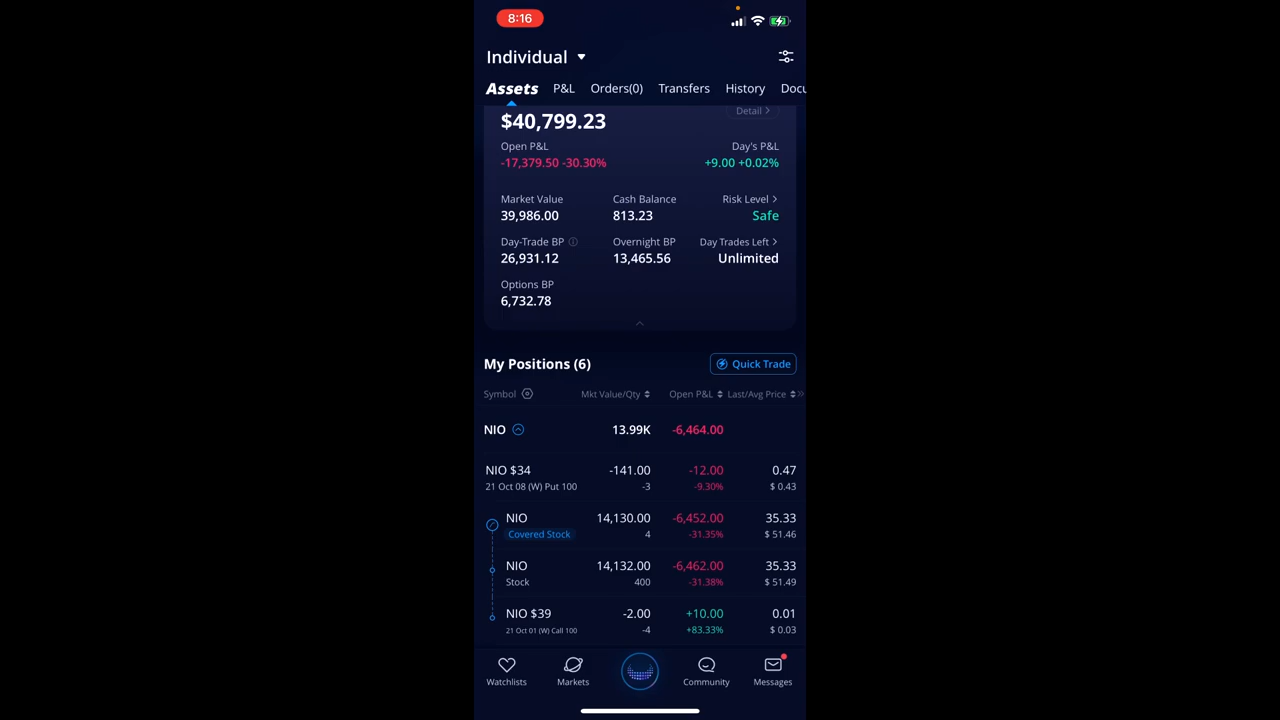 8:16
Individual
Assets P&L Orders(0) Transfers History Docu
$40,799.23 Detail >
Open P&L Day's P&L
-17,379.50 -30.30% +9.00 +0.02%
Market Value Cash Balance Risk Level >
39,986.00 813.23 Safe
Day-Trade BP Overnight BP Day Trades Left >
26,931.12 13,465.56 Unlimited
Options BP
6,732.78
My Positions (6) Quick Trade
Symbol Mkt Value/Qty Open P&L Last/Avg Price
NIO 13.99K -6,464.00
NIO $34 -141.00 -12.00 0.47
21 Oct 08 (W) Put 100 -3 -9.30% $ 0.43
NIO 14,130.00 -6,452.00 35.33
Covered Stock 4 -31.35% $ 51.46
NIO 14,132.00 -6,462.00 35.33
Stock 400 -31.38% $ 51.49
NIO $39 -2.00 +10.00 0.01
21 Oct 01 (W) Call 100 -4 +83.33% $ 0.03
Watchlists Markets Community Messages